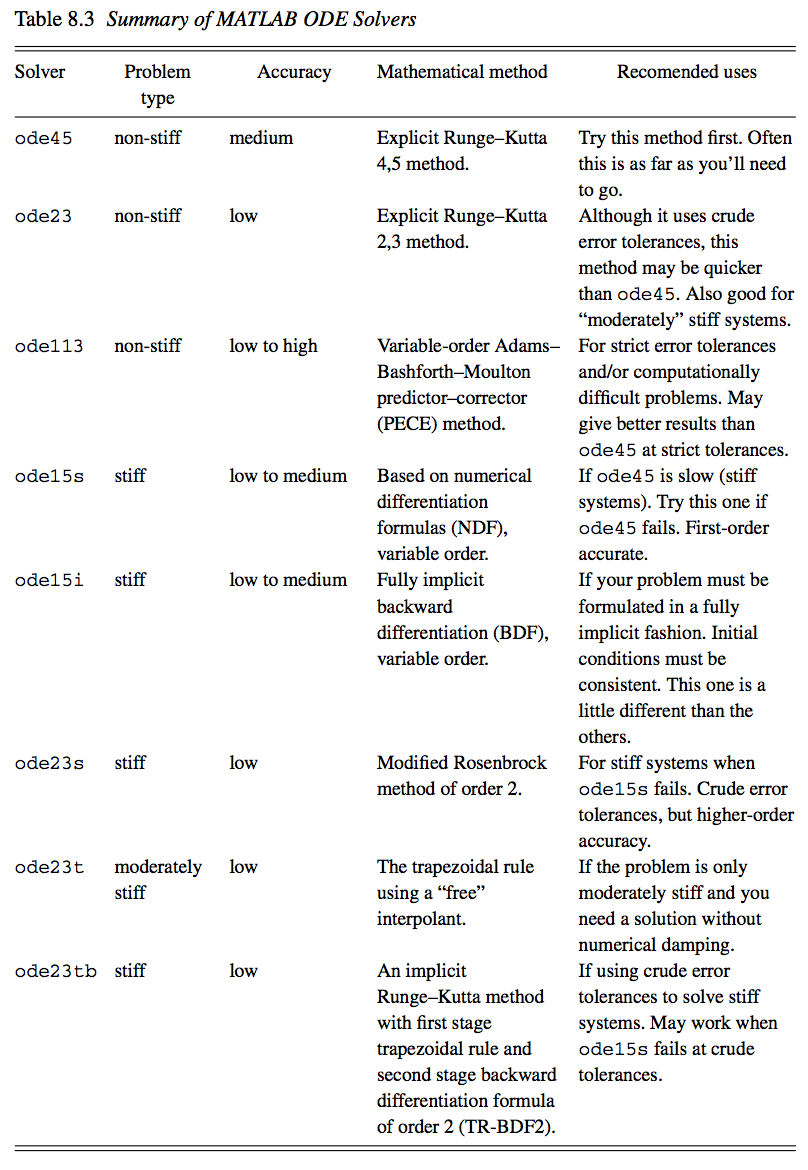 Table 8.3 Summary of MATLAB ODE Solvers
Solver Problem type Accuracy Mathematical method Recomended uses
ode45 non-stiff medium Explicit Runge–Kutta Try this method first. Often
4,5 method. this is as far as you’ll need
to go.
ode23 non-stiff low Explicit Runge–Kutta Although it uses crude
2,3 method. error tolerances, this
method may be quicker
than ode45. Also good for
“moderately” stiff systems.
ode113 non-stiff low to high Variable-order Adams– For strict error tolerances
Bashforth–Moulton and/or computationally
predictor–corrector difficult problems. May
(PECE) method. give better results than
ode45 at strict tolerances.
ode15s stiff low to medium Based on numerical If ode45 is slow (stiff
differentiation systems). Try this one if
formulas (NDF), ode45 fails. First-order
variable order. accurate.
ode15i stiff low to medium Fully implicit If your problem must be
backward formulated in a fully
differentiation (BDF), implicit fashion. Initial
variable order. conditions must be
consistent. This one is a
little different than the
others.
ode23s stiff low Modified Rosenbrock For stiff systems when
method of order 2. ode15s fails. Crude error
tolerances, but higher-order
accuracy.
ode23t moderately low The trapezoidal rule If the problem is only
stiff using a “free” moderately stiff and you
interpolant. need a solution without
numerical damping.
ode23tb stiff low An implicit If using crude error
Runge–Kutta method tolerances to solve stiff
with first stage systems. May work when
trapezoidal rule and ode15s fails at crude
second stage backward tolerances.
differentiation formula
of order 2 (TR-BDF2).